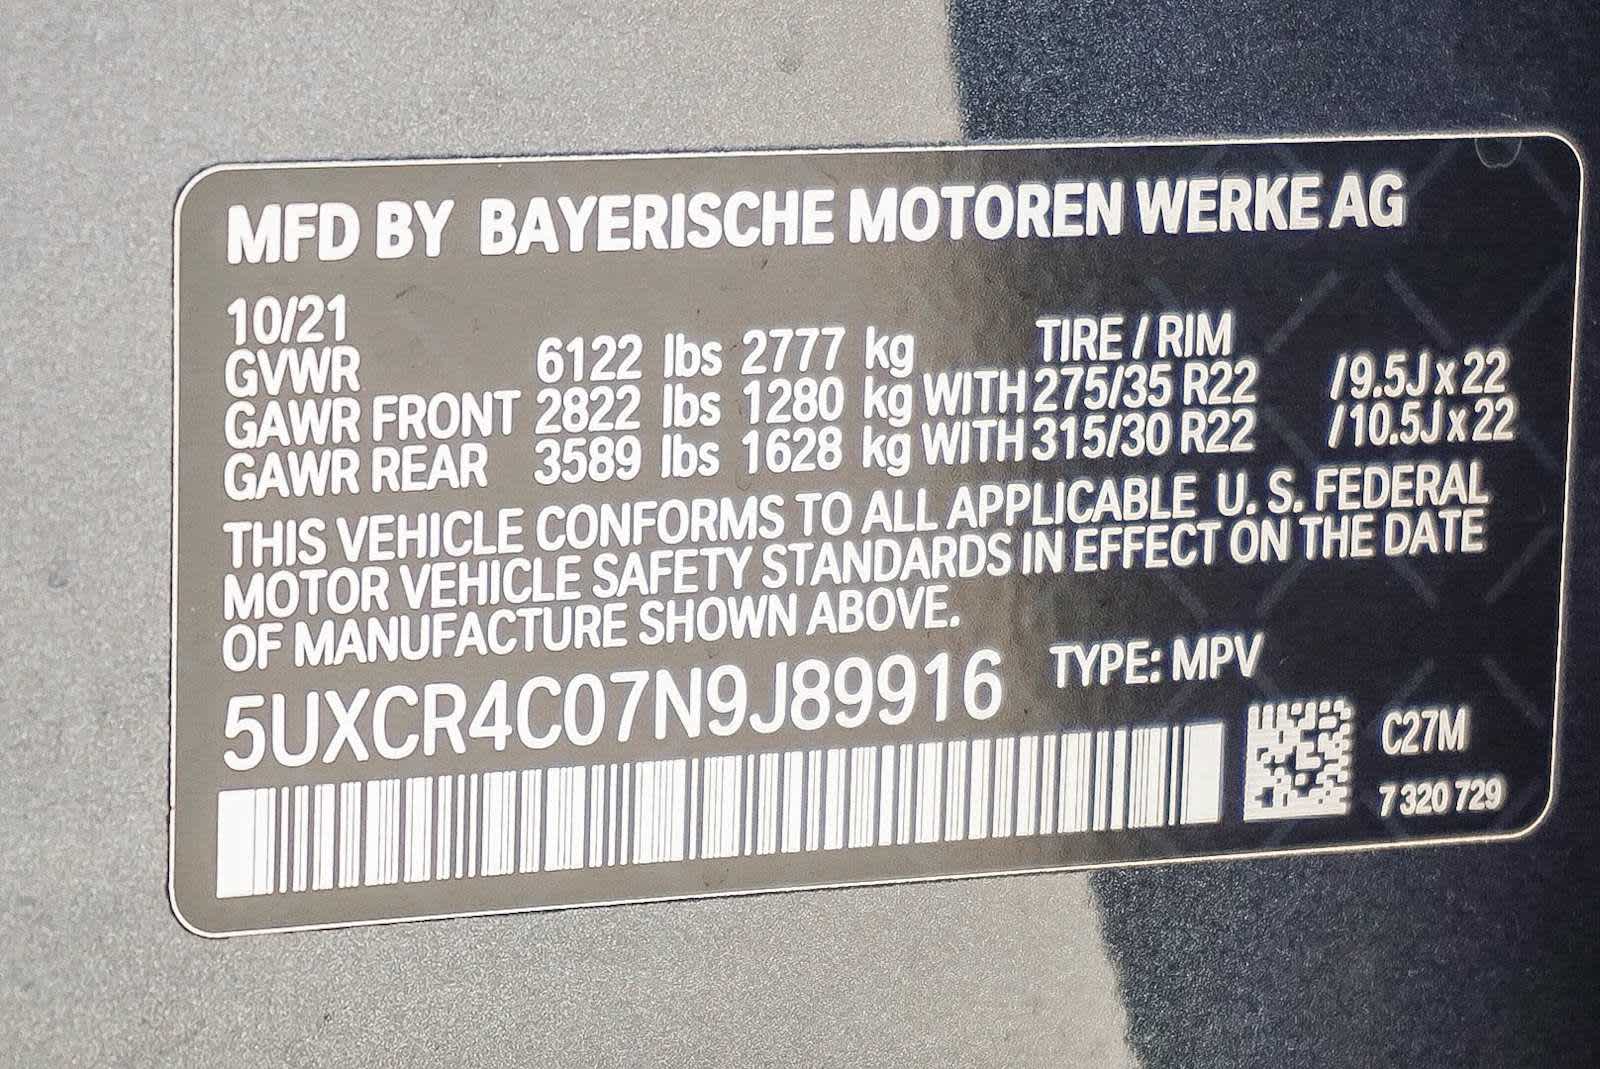 MFD BY BAYERISCHE MOTOREN WERKE AG
10/21 TIRE / RIM
GVWR 6122 lbs 2777 kg
GAWR FRONT 2822 lbs 1280 kg WITH 275/35 R22 /9.5J x 22
GAWR REAR 3589 lbs 1628 kg WITH 315/30 R22 /10.5J x 22
THIS VEHICLE CONFORMS TO ALL APPLICABLE U. S. FEDERAL
MOTOR VEHICLE SAFETY STANDARDS IN EFFECT ON THE DATE
OF MANUFACTURE SHOWN ABOVE.
5UXCR4C07N9J89916 TYPE: MPV
C27M
7 320 729